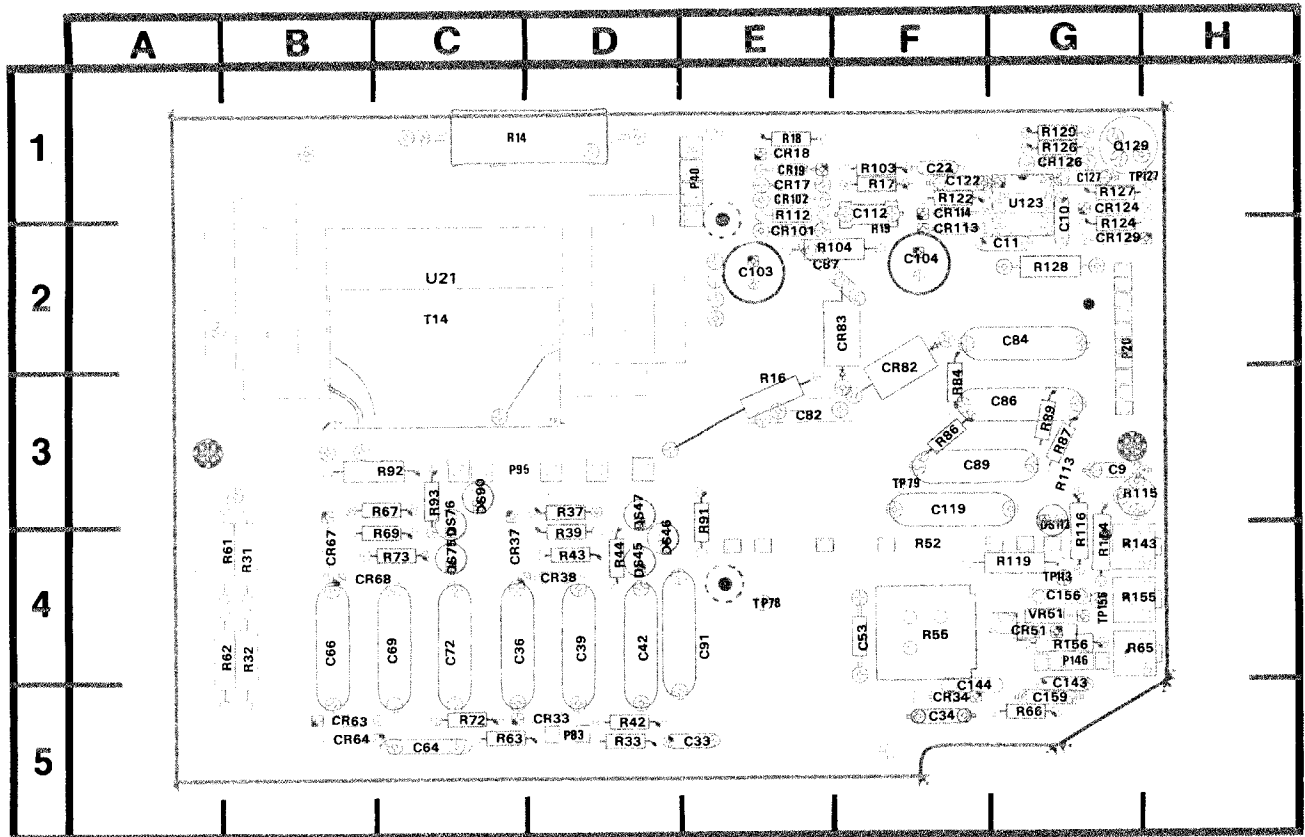 A B C D E F G H
1
R14 R18 R129 Q129
CR18 R126
P40 CR19 R103 C22 CR126
CR17 R17 C122 C127 TP127
CR102 R122 U123 R127
R112 C112 CR114 C10 CR124
CR101 R19 CR113 R124
R104 C11 CR129
2
U21 C103 C87 C104 R128
T14 CR83 C84 P20
R16 CR82 R84
C82 C86 R89
3
R92 P95 R86 R87
R93 DS90 C89 R113 C9
TP79 R115
R67 DS76 R37 DS47 R91 C119 DS113 R116
R61 R31 CR67 R69 CR37 R39 DS46 R52 R143
R73 DS75 R43 R44 DS45 R119
CR68 CR38 TP113
4
TP78 C156 TP156 R155
C53 R55 VR51
R62 R32 C66 C69 C72 C36 C39 C42 C91 CR51
R156 R65
P146
C144 C143
CR34 C159
CR63 R72 CR33 R42 C34 R66
CR64 C64 R63 P83 R33 C33
5